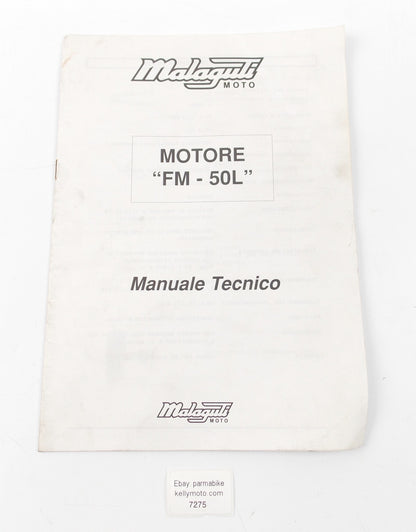 Malaguti
MOTO
MOTORE
“FM - 50L”
Manuale Tecnico
Malaguti
MOTO
Ebay: parmabike
kellymoto.com
7275